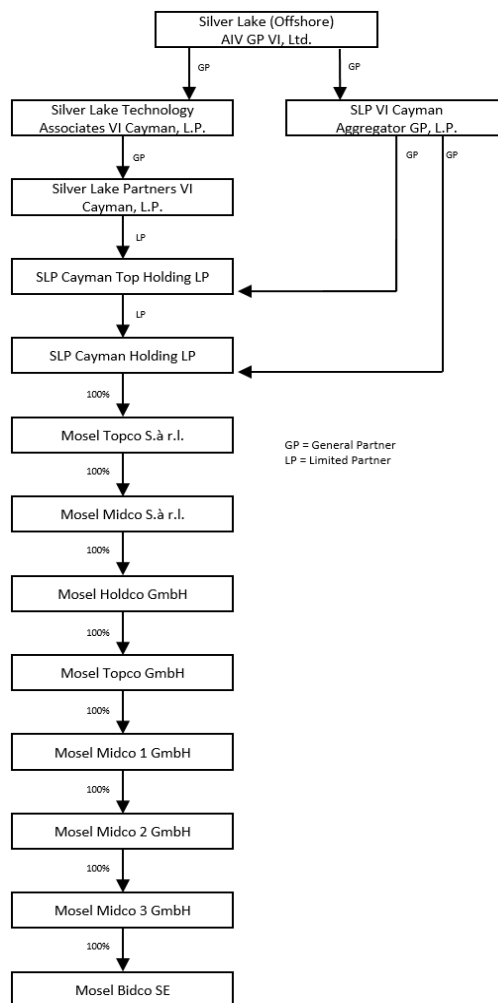 Silver Lake (Offshore)
AIV GP VI, Ltd.
GP
GP
Silver Lake Technology
Associates VI Cayman, L.P.
SLP VI Cayman
Aggregator GP, L.P.
GP
GP
GP
Silver Lake Partners VI
Cayman, L.P.
LP
SLP Cayman Top Holding LP
LP
SLP Cayman Holding LP
100%
Mosel Topco S.à r.l.
GP = General Partner
LP = Limited Partner
100%
Mosel Midco S.à r.l.
100%
Mosel Holdco GmbH
100%
Mosel Topco GmbH
100%
Mosel Midco 1 GmbH
100%
Mosel Midco 2 GmbH
100%
Mosel Midco 3 GmbH
100%
Mosel Bidco SE